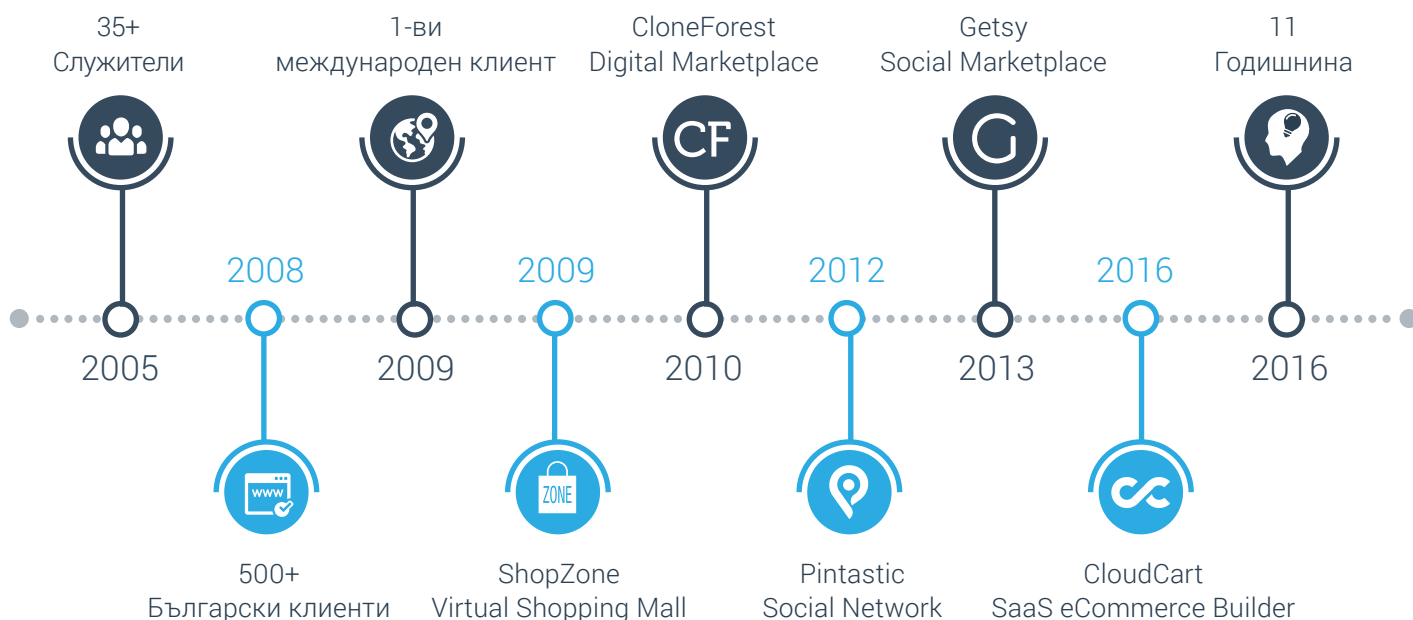 35+
Служители
1-ви
международен клиент
CloneForest
Digital Marketplace
Getsy
Social Marketplace
11
Годишнина
CF
G
2008
2009
2012
2016
2005
2009
2010
2013
2016
www
ZONE
500+
Български клиенти
ShopZone
Virtual Shopping Mall
Pintastic
Social Network
CloudCart
SaaS eCommerce Builder